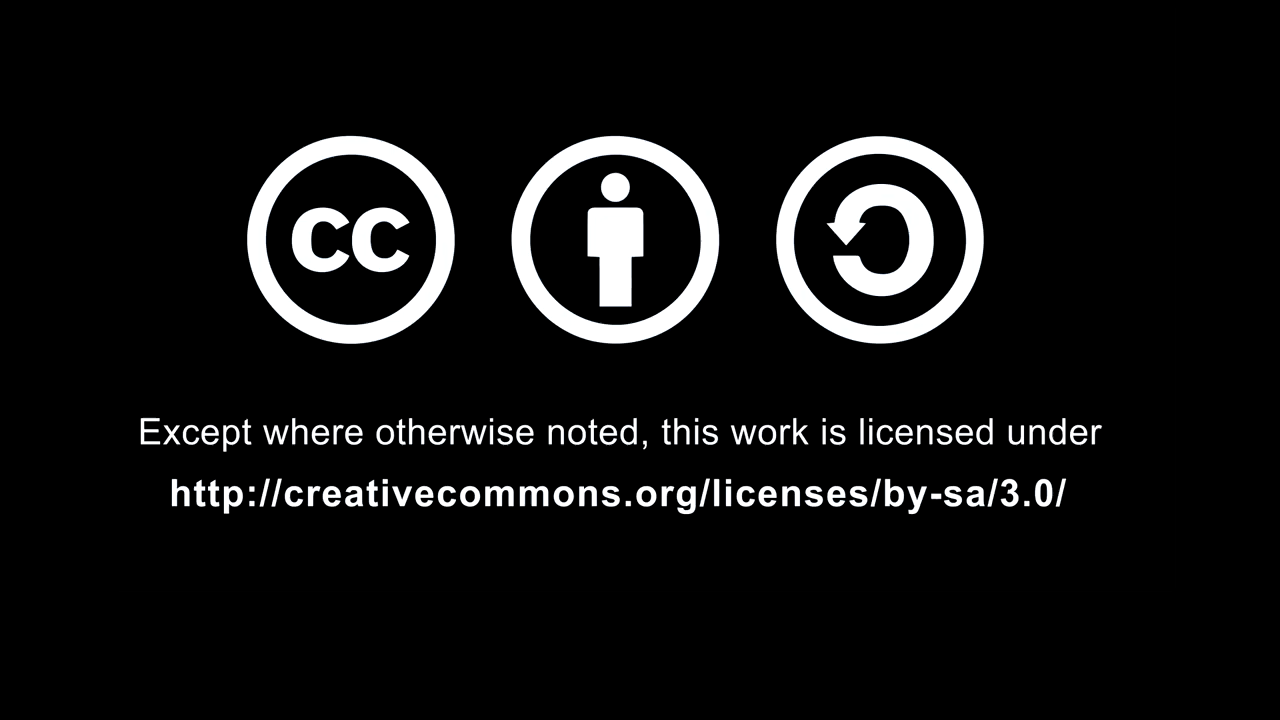 cc
Except where otherwise noted, this work is licensed under
http://creativecommons.org/licenses/by-sa/3.0/